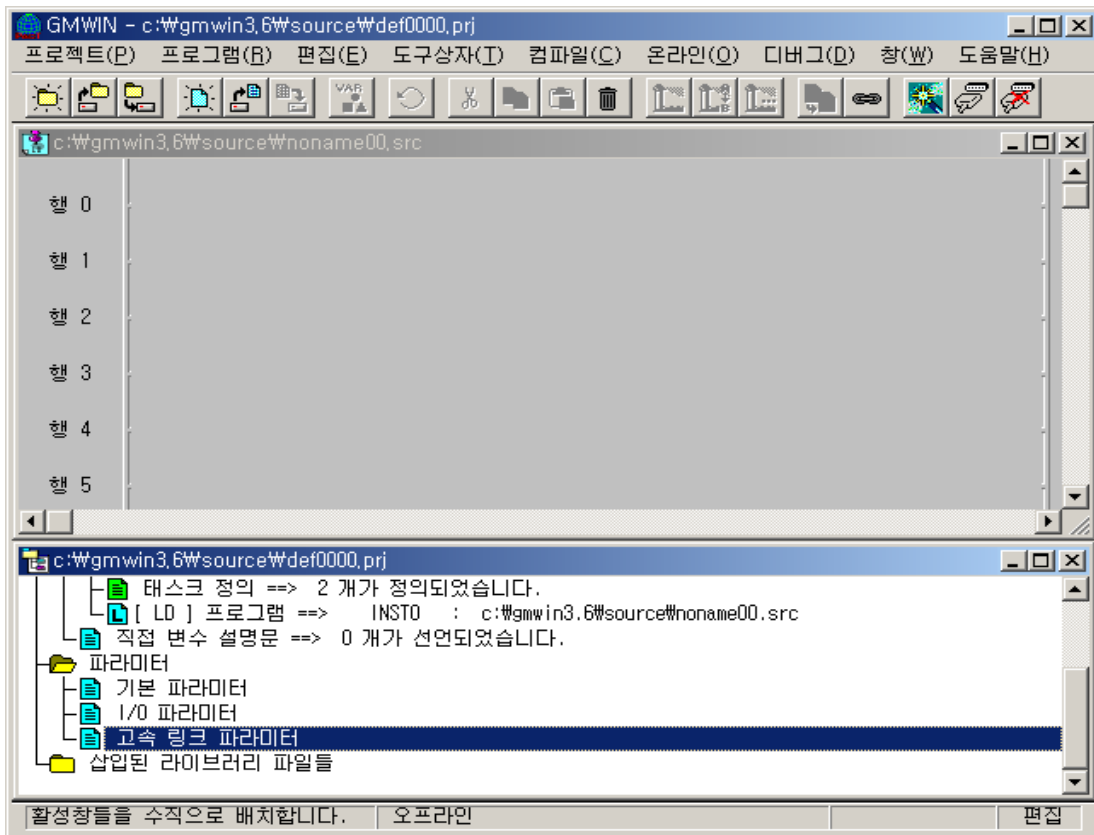 GMWIN - c:₩gmwin3,6₩source₩def0000,prj
프로젝트(P) 프로그램(R) 편집(E) 도구상자(T) 컴파일(C) 온라인(O) 디버그(D) 창(W) 도움말(H)
c:₩gmwin3,6₩source₩noname00,src
행 0
행 1
행 2
행 3
행 4
행 5
c:₩gmwin3,6₩source₩def0000,prj
태스크 정의 ==> 2 개가 정의되었습니다.
[ LD ] 프로그램 ==> INST0 : c:₩gmwin3.6₩source₩noname00.src
직접 변수 설명문 ==> 0 개가 선언되었습니다.
파라미터
기본 파라미터
I/O 파라미터
고속 링크 파라미터
삽입된 라이브러리 파일들
활성창들을 수직으로 배치합니다. 오프라인 편집